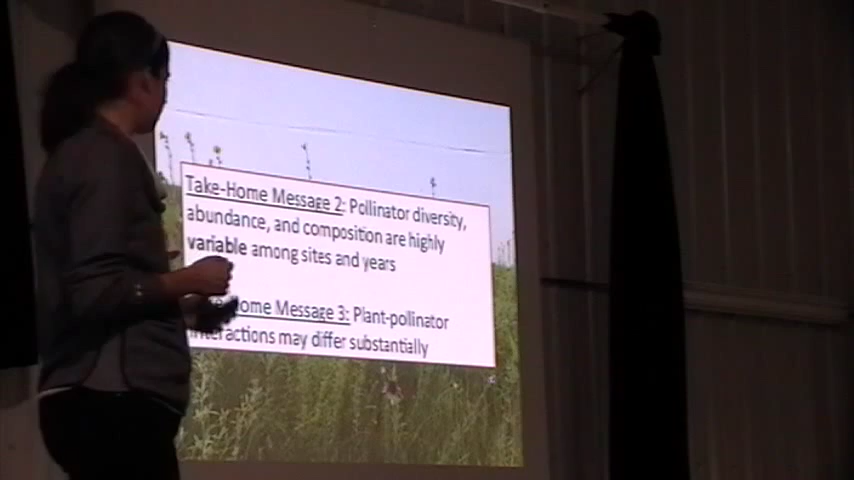 Take-Home Message 2: Pollinator diversity,
abundance, and composition are highly
variable among sites and years
Home Message 3: Plant-pollinator
interactions may differ substantially